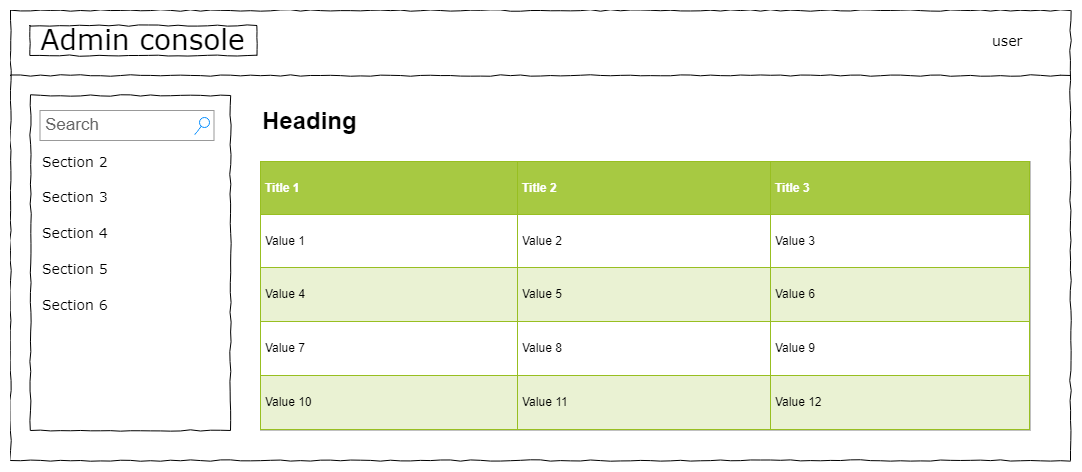 Admin console
user
Search
Section 2
Section 3
Section 4
Section 5
Section 6
Heading
Title 1 Title 2 Title 3
Value 1 Value 2 Value 3
Value 4 Value 5 Value 6
Value 7 Value 8 Value 9
Value 10 Value 11 Value 12